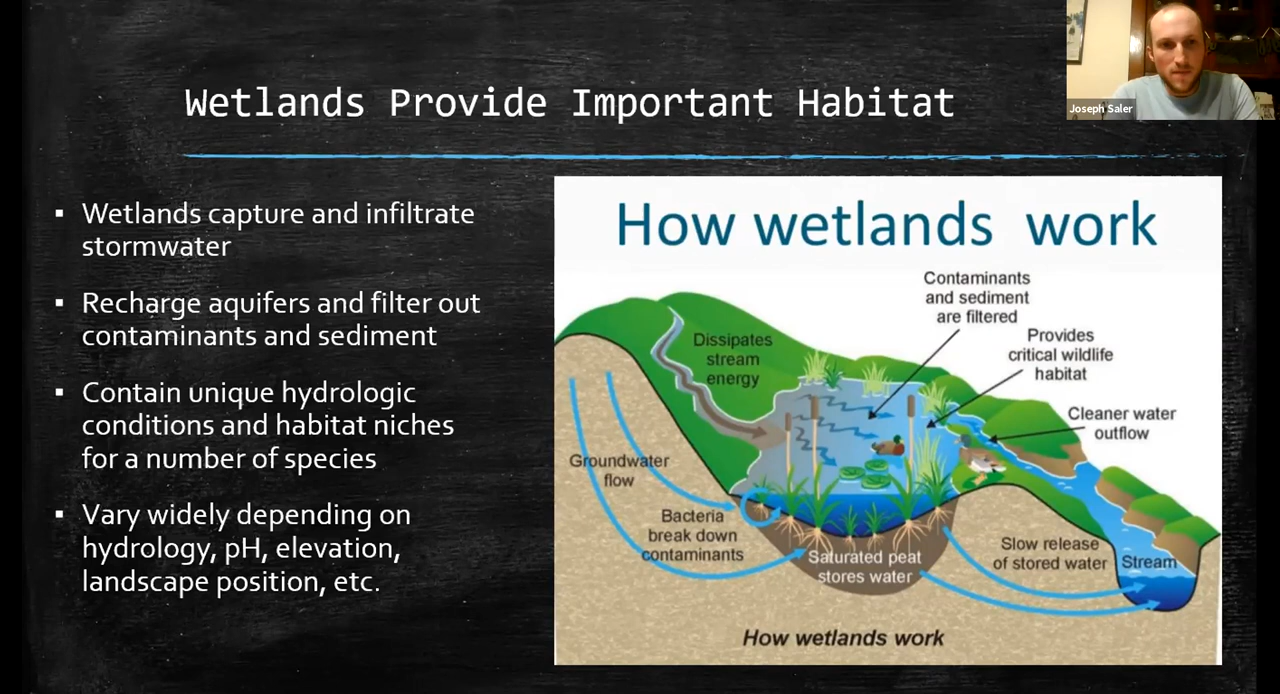 Wetlands Provide Important Habitat
Joseph Saler
▪ Wetlands capture and infiltrate
stormwater
▪ Recharge aquifers and filter out
contaminants and sediment
▪ Contain unique hydrologic
conditions and habitat niches
for a number of species
▪ Vary widely depending on
hydrology, pH, elevation,
landscape position, etc.
How wetlands work
Contaminants
and sediment
are filtered
Provides
critical wildlife
habitat
Dissipates
stream
energy
Cleaner water
outflow
Groundwater
flow
Bacteria
break down
contaminants
Saturated peat
stores water
Slow release
of stored water
Stream
How wetlands work